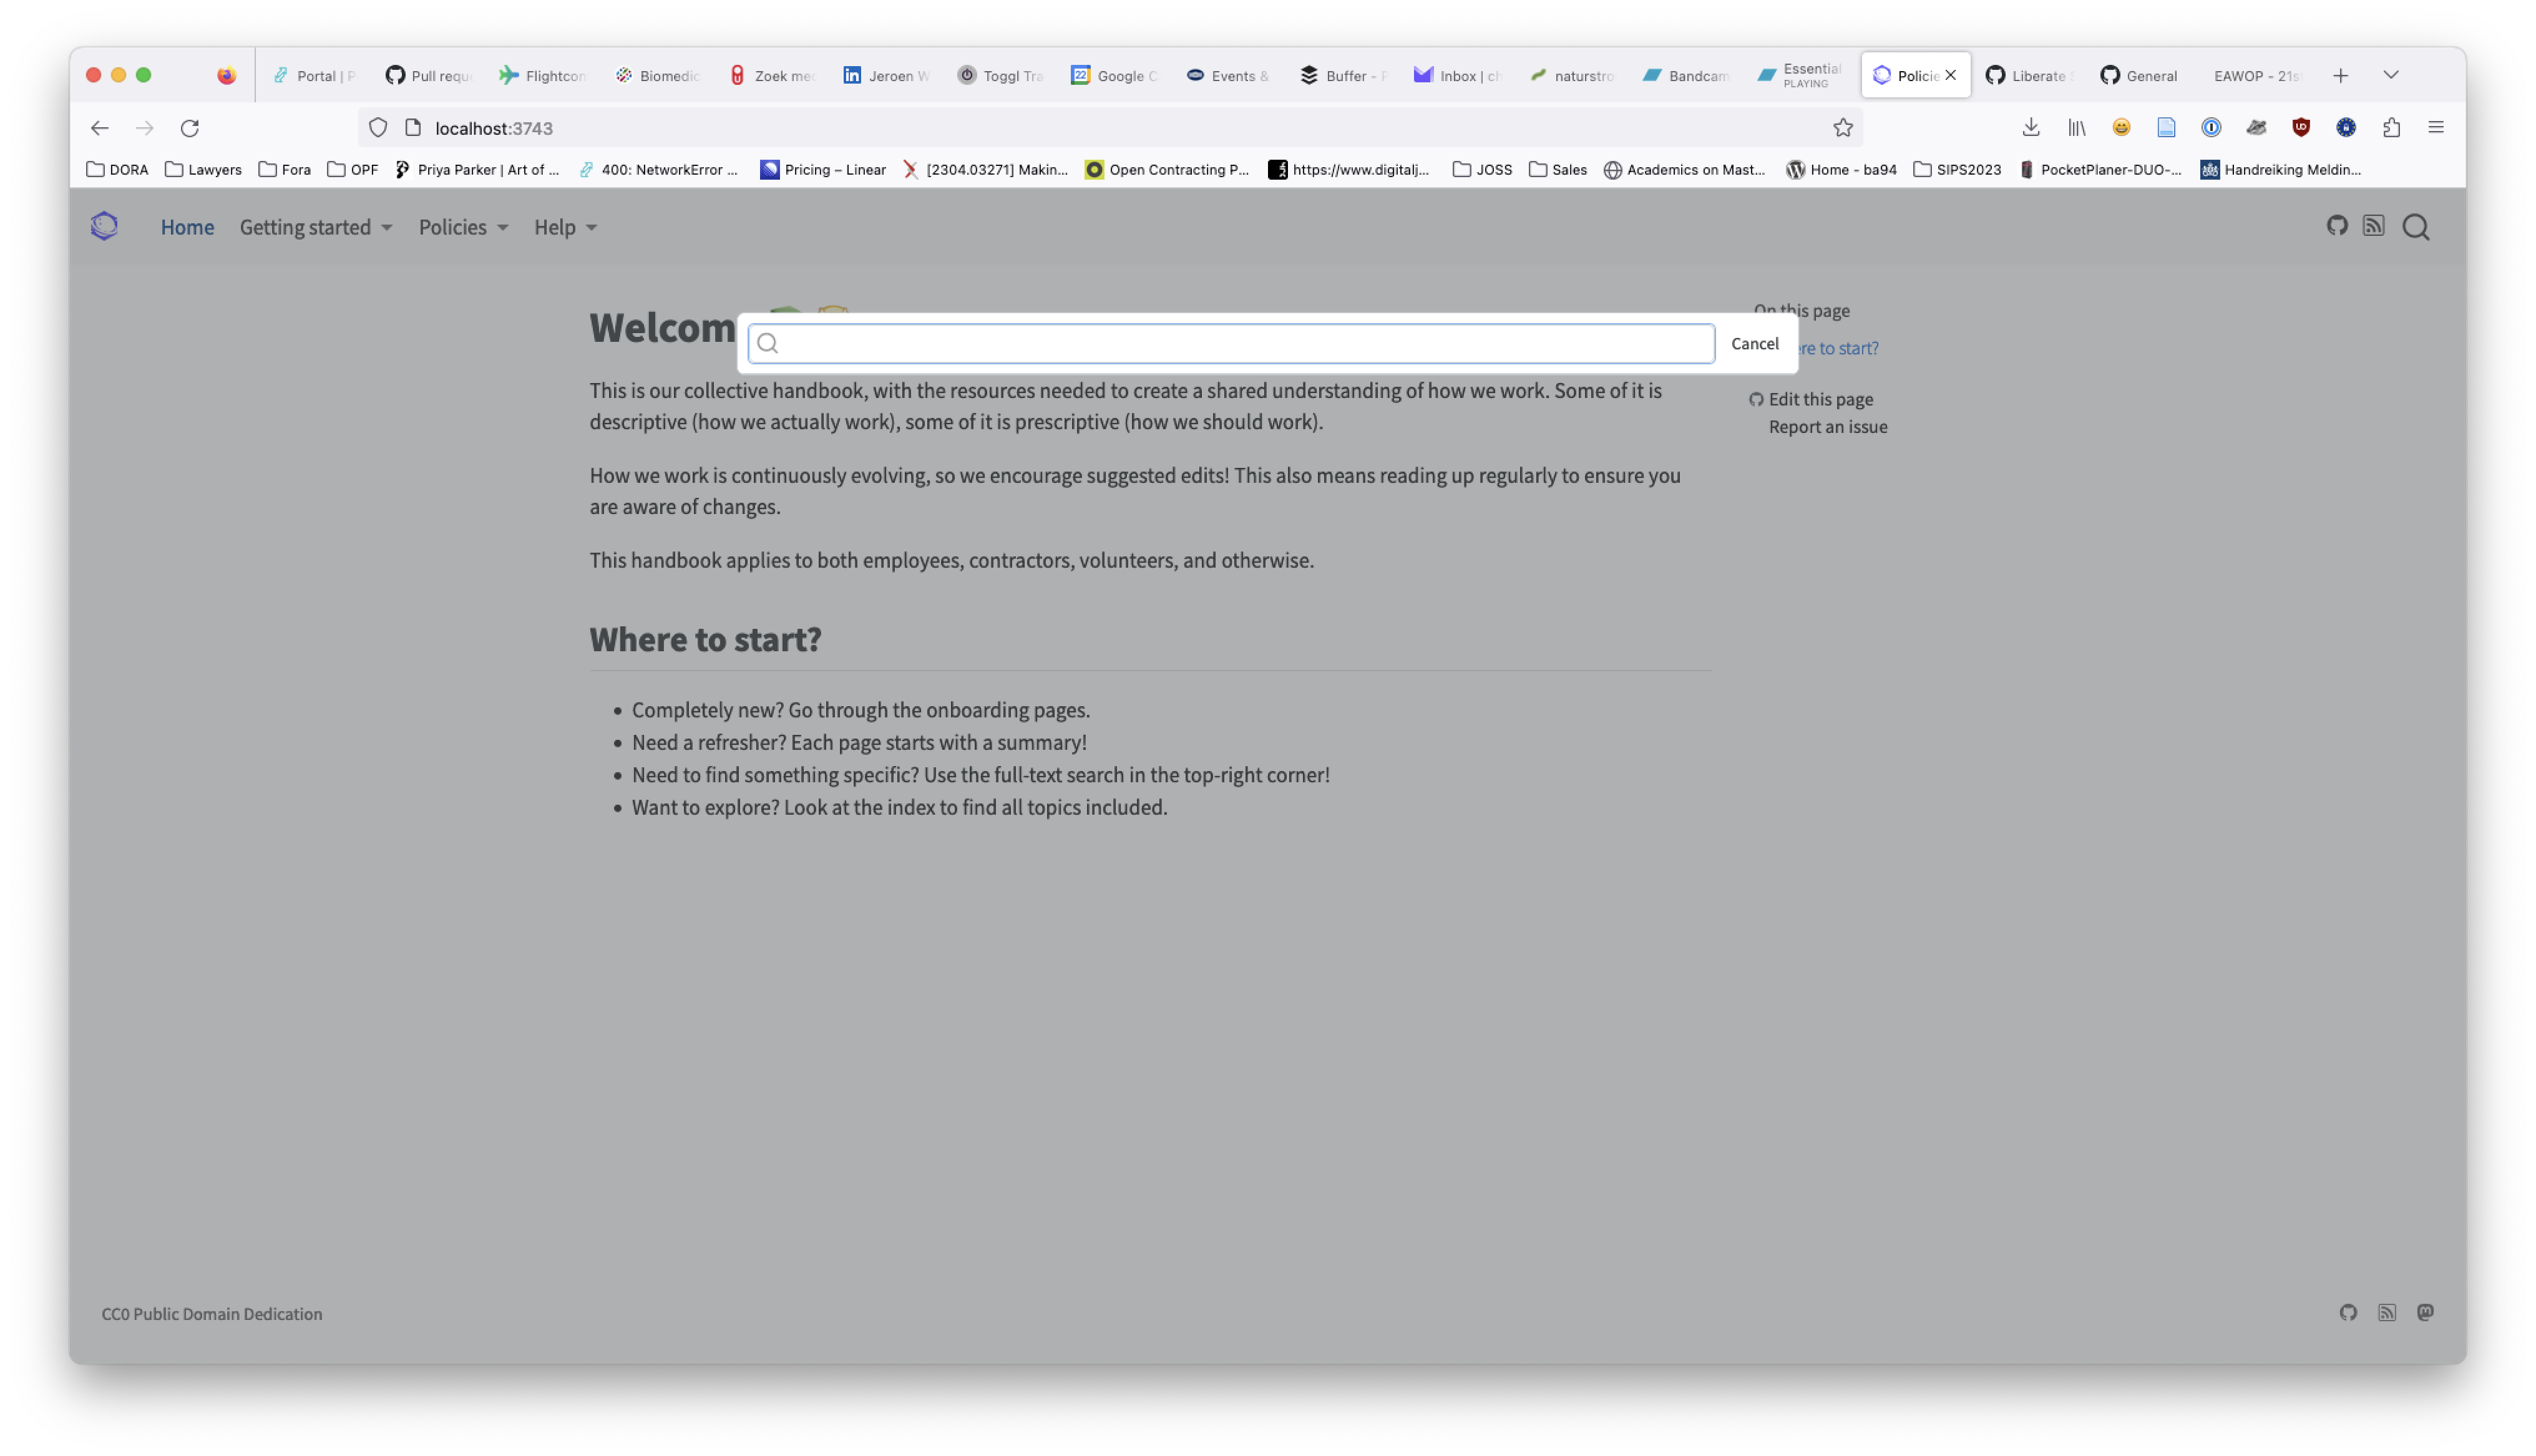 Portal | P
Pull requ
Flightcon
Biomedic
Zoek med
Jeroen W
Toggl Tra
22
Google C
Events &
Buffer - P
Inbox | ch
naturstro
Bandcam
Essential
PLAYING
Policie
Liberate
General
EAWOP - 21s
localhost:3743
DORA
Lawyers
Fora
OPF
Priya Parker | Art of ...
400: NetworkError ...
Pricing – Linear
[2304.03271] Makin...
Open Contracting P...
https://www.digitalj...
JOSS
Sales
Academics on Mast...
Home - ba94
SIPS2023
PocketPlaner-DUO-...
Handreiking Meldin...
Home
Getting started
Policies
Help
Welcom
Cancel
This is our collective handbook, with the resources needed to create a shared understanding of how we work. Some of it is
descriptive (how we actually work), some of it is prescriptive (how we should work).
How we work is continuously evolving, so we encourage suggested edits! This also means reading up regularly to ensure you
are aware of changes.
This handbook applies to both employees, contractors, volunteers, and otherwise.
Where to start?
Completely new? Go through the onboarding pages.
Need a refresher? Each page starts with a summary!
Need to find something specific? Use the full-text search in the top-right corner!
Want to explore? Look at the index to find all topics included.
On this page
re to start?
Edit this page
Report an issue
CC0 Public Domain Dedication